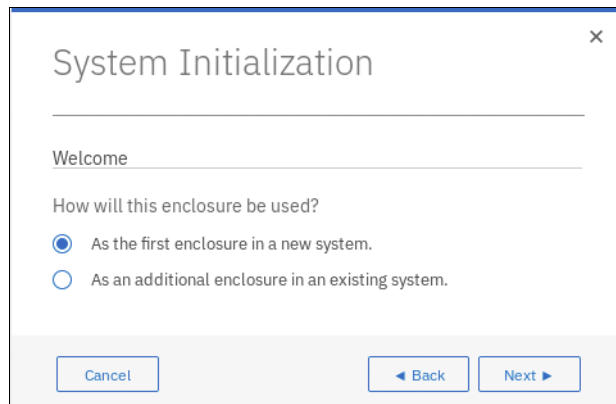 System Initialization
Welcome
How will this enclosure be used?
As the first enclosure in a new system.
As an additional enclosure in an existing system.
Cancel
◄ Back
Next ►